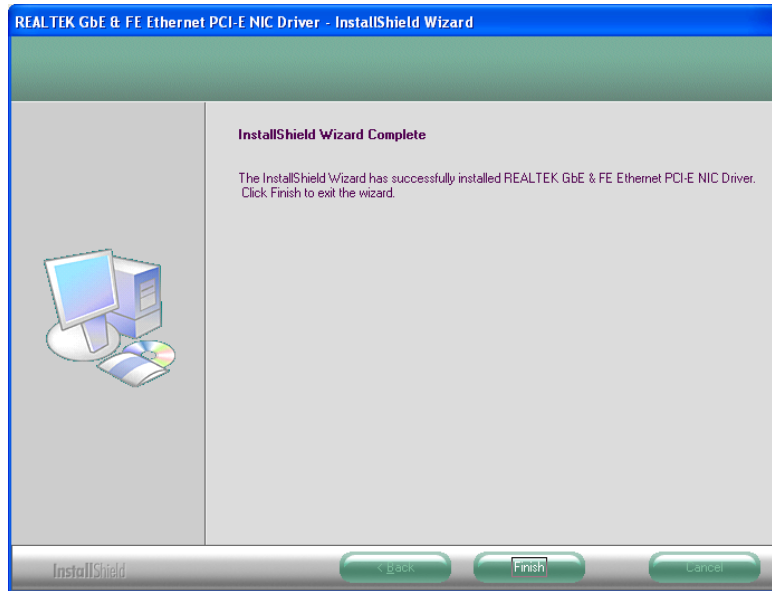 REALTEK GbE & FE Ethernet PCI-E NIC Driver - InstallShield Wizard
InstallShield Wizard Complete
The InstallShield Wizard has successfully installed REALTEK GbE & FE Ethernet PCI-E NIC Driver.
Click Finish to exit the wizard.
InstallShield
< Back
Finish
Cancel